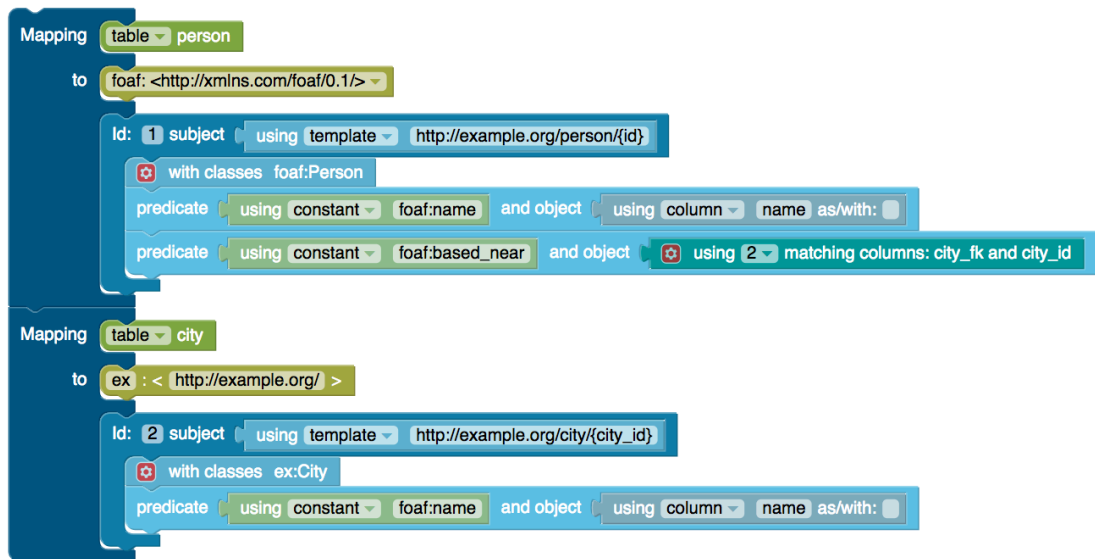 Mapping table person
to foaf: <http://xmlns.com/foaf/0.1/>
Id: 1 subject using template http://example.org/person/{id}
with classes foaf:Person
predicate using constant foaf:name and object using column name as/with:
predicate using constant foaf:based_near and object using 2 matching columns: city_fk and city_id
Mapping table city
to ex : < http://example.org/ >
Id: 2 subject using template http://example.org/city/{city_id}
with classes ex:City
predicate using constant foaf:name and object using column name as/with: